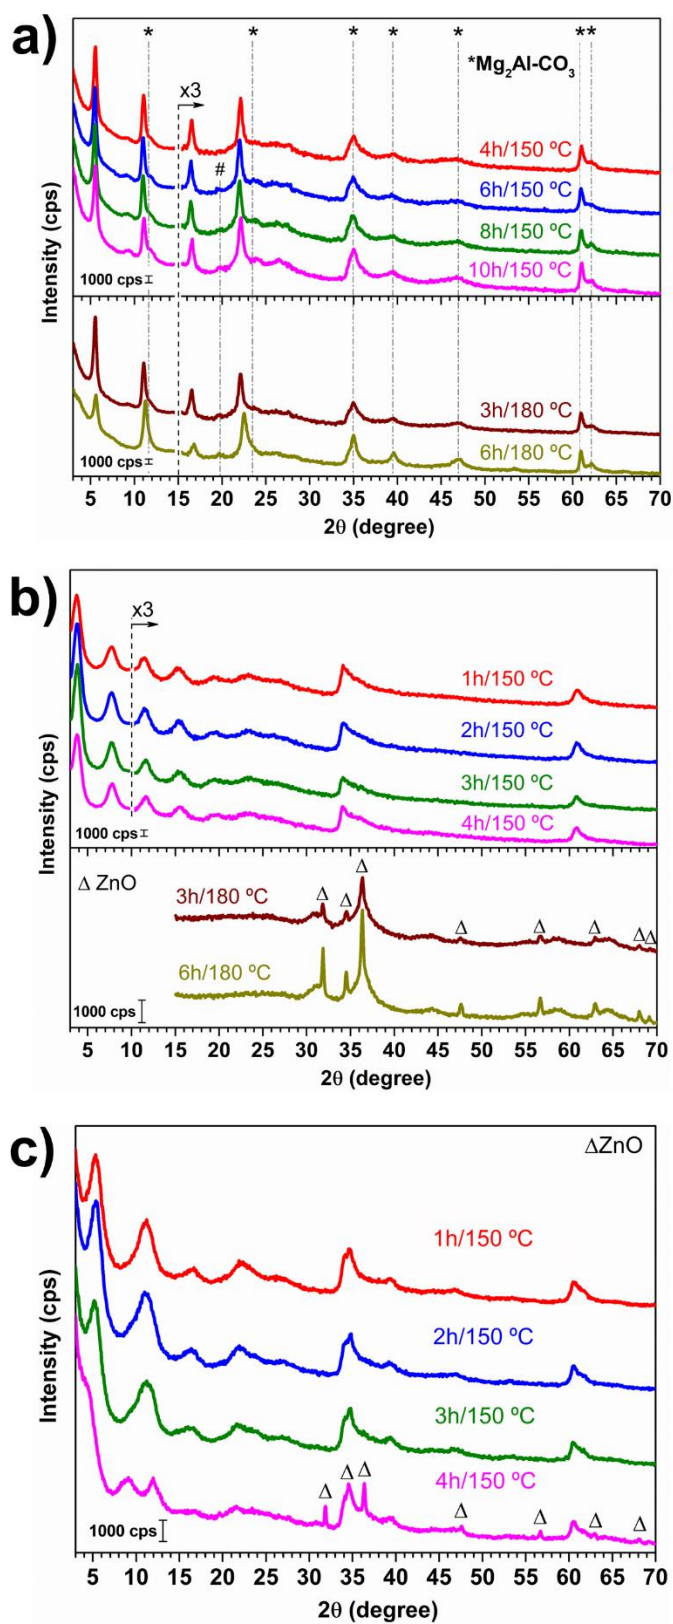 a)
* * * * * **
*Mg₂Al-CO₃
x3
4h/150 ºC
#
6h/150 ºC
8h/150 ºC
10h/150 ºC
1000 cps
3h/180 ºC
6h/180 ºC
1000 cps
Intensity (cps)
5 10 15 20 25 30 35 40 45 50 55 60 65 70
2θ (degree)
b)
x3
1h/150 ºC
2h/150 ºC
3h/150 ºC
4h/150 ºC
1000 cps
Δ ZnO
3h/180 ºC
Δ Δ Δ Δ Δ Δ Δ Δ
6h/180 ºC
1000 cps
Intensity (cps)
5 10 15 20 25 30 35 40 45 50 55 60 65 70
2θ (degree)
c)
ΔZnO
1h/150 ºC
2h/150 ºC
3h/150 ºC
4h/150 ºC
Δ Δ Δ Δ Δ Δ Δ
1000 cps
Intensity (cps)
5 10 15 20 25 30 35 40 45 50 55 60 65 70
2θ (degree)